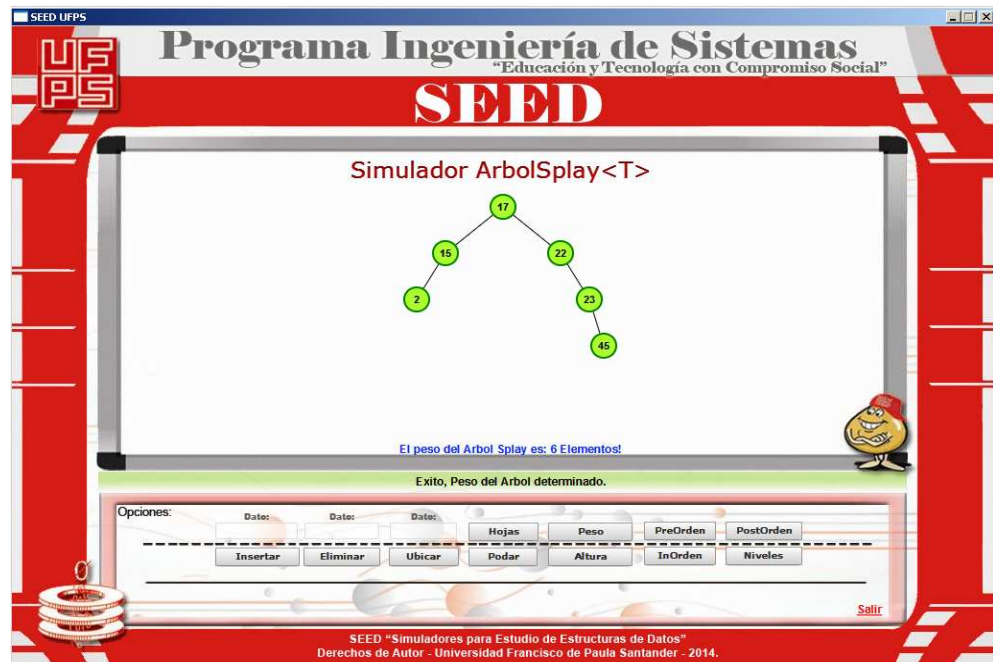 SEED UFPS
UFPS
Programa Ingeniería de Sistemas
“Educación y Tecnología con Compromiso Social”
SEED
Simulador ArbolSplay<T>
17
15
22
2
23
45
El peso del Arbol Splay es: 6 Elementos!
Exito, Peso del Arbol determinado.
Opciones:
Dato: Dato: Dato:
Hojas Peso PreOrden PostOrden
Insertar Eliminar Ubicar Podar Altura InOrden Niveles
Salir
SEED “Simuladores para Estudio de Estructuras de Datos”
Derechos de Autor - Universidad Francisco de Paula Santander - 2014.